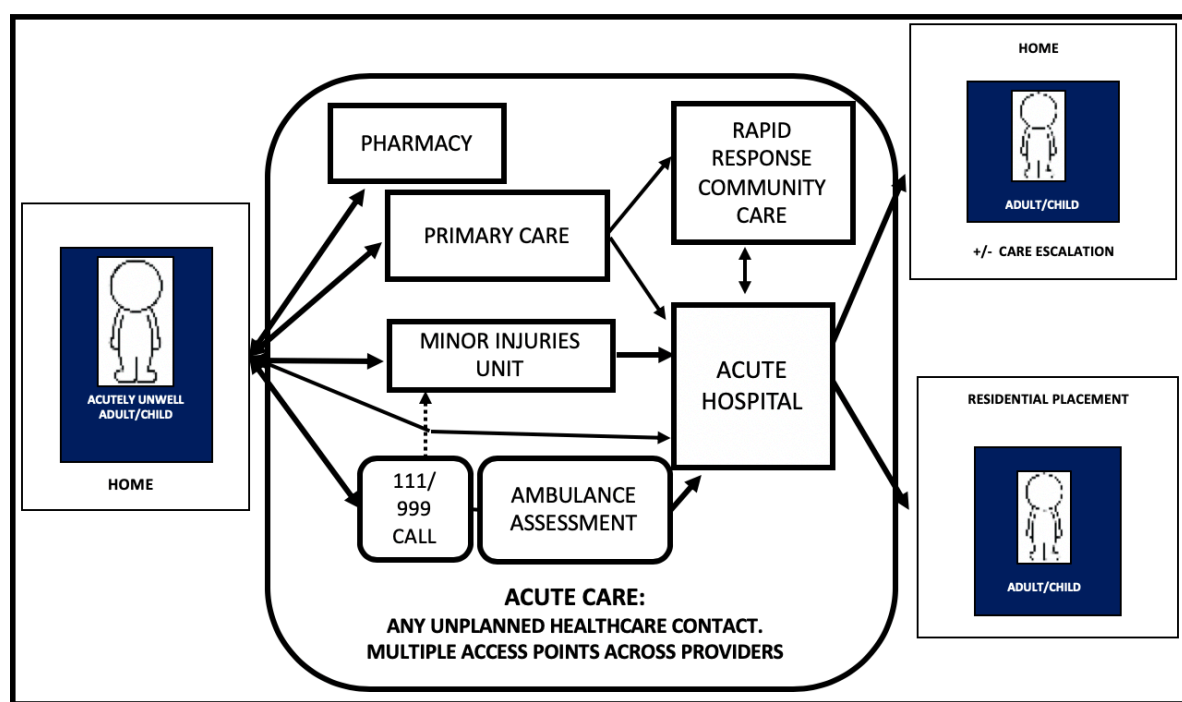 ACUTELY UNWELL
ADULT/CHILD
HOME
PHARMACY
PRIMARY CARE
MINOR INJURIES
UNIT
111/
999
CALL
AMBULANCE
ASSESSMENT
RAPID
RESPONSE
COMMUNITY
CARE
ACUTE
HOSPITAL
ACUTE CARE:
ANY UNPLANNED HEALTHCARE CONTACT.
MULTIPLE ACCESS POINTS ACROSS PROVIDERS
HOME
ADULT/CHILD
+/- CARE ESCALATION
RESIDENTIAL PLACEMENT
ADULT/CHILD